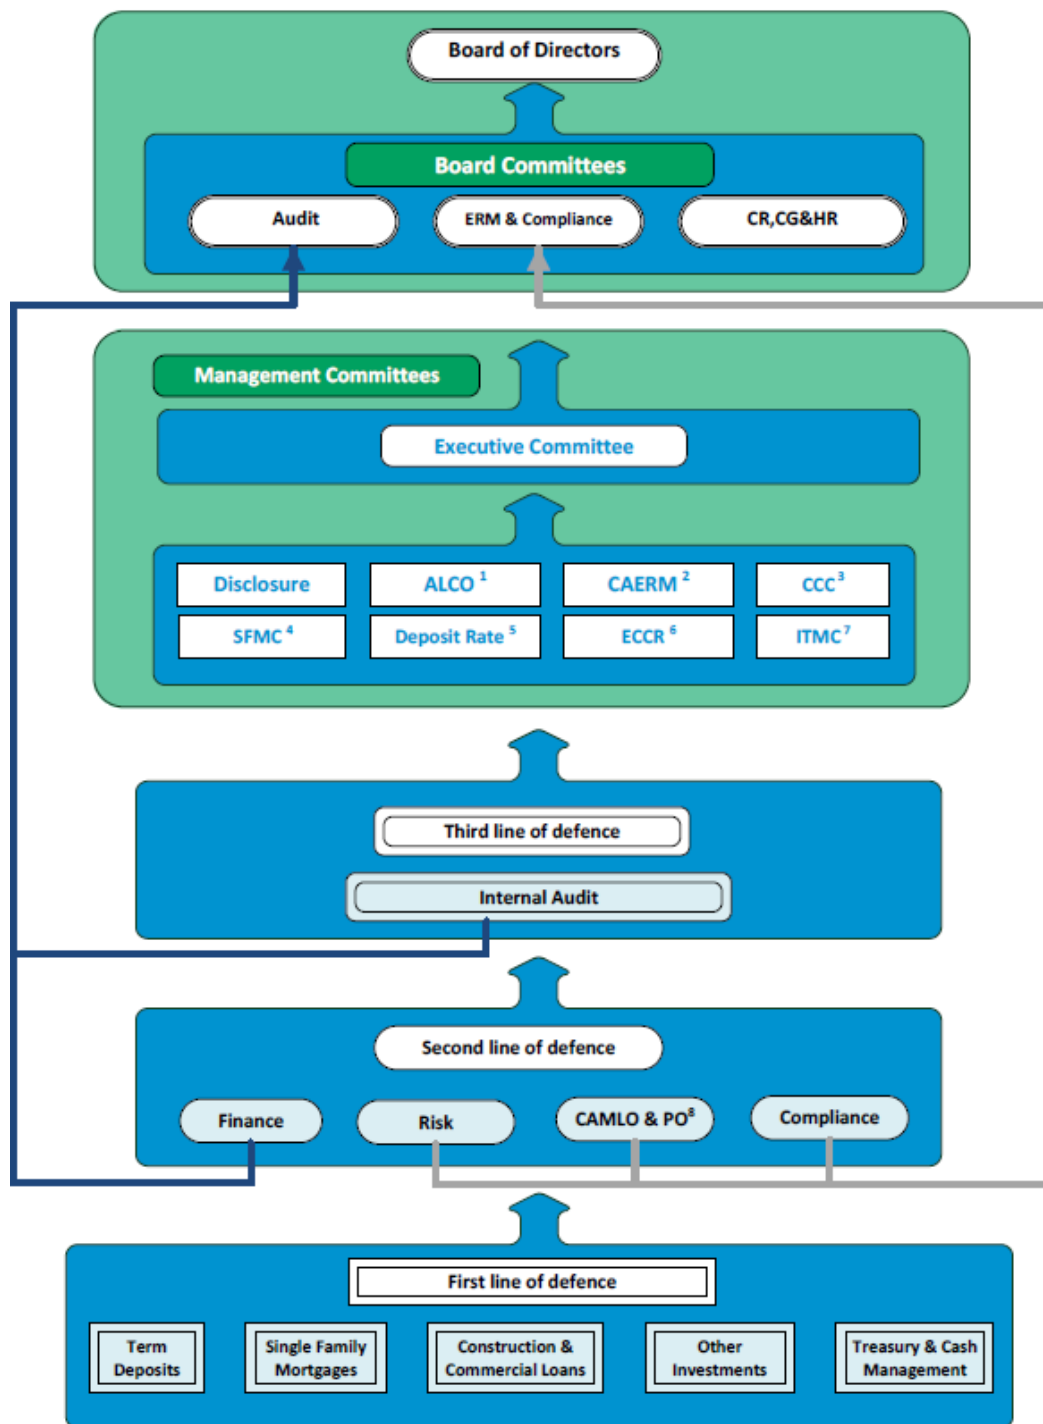 Board of Directors
Board Committees
Audit
ERM & Compliance
CR,CG&HR
Management Committees
Executive Committee
Disclosure
ALCO 1
CAERM 2
CCC 3
SFMC 4
Deposit Rate 5
ECCR 6
ITMC 7
Third line of defence
Internal Audit
Second line of defence
Finance
Risk
CAMLO & PO8
Compliance
First line of defence
Term
Deposits
Single Family
Mortgages
Construction &
Commercial Loans
Other
Investments
Treasury & Cash
Management